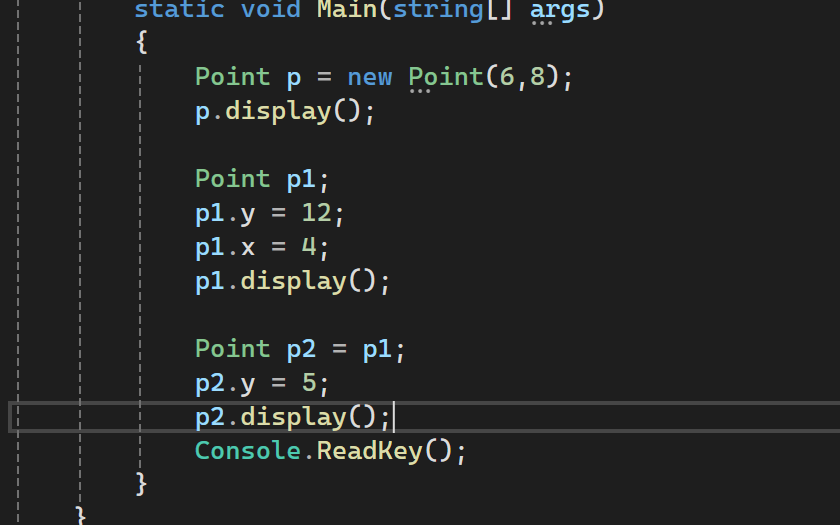 static void Main(string[] args)
{
Point p = new Point(6,8);
p.display();
Point p1;
p1.y = 12;
p1.x = 4;
p1.display();
Point p2 = p1;
p2.y = 5;
p2.display();
Console.ReadKey();
}
}